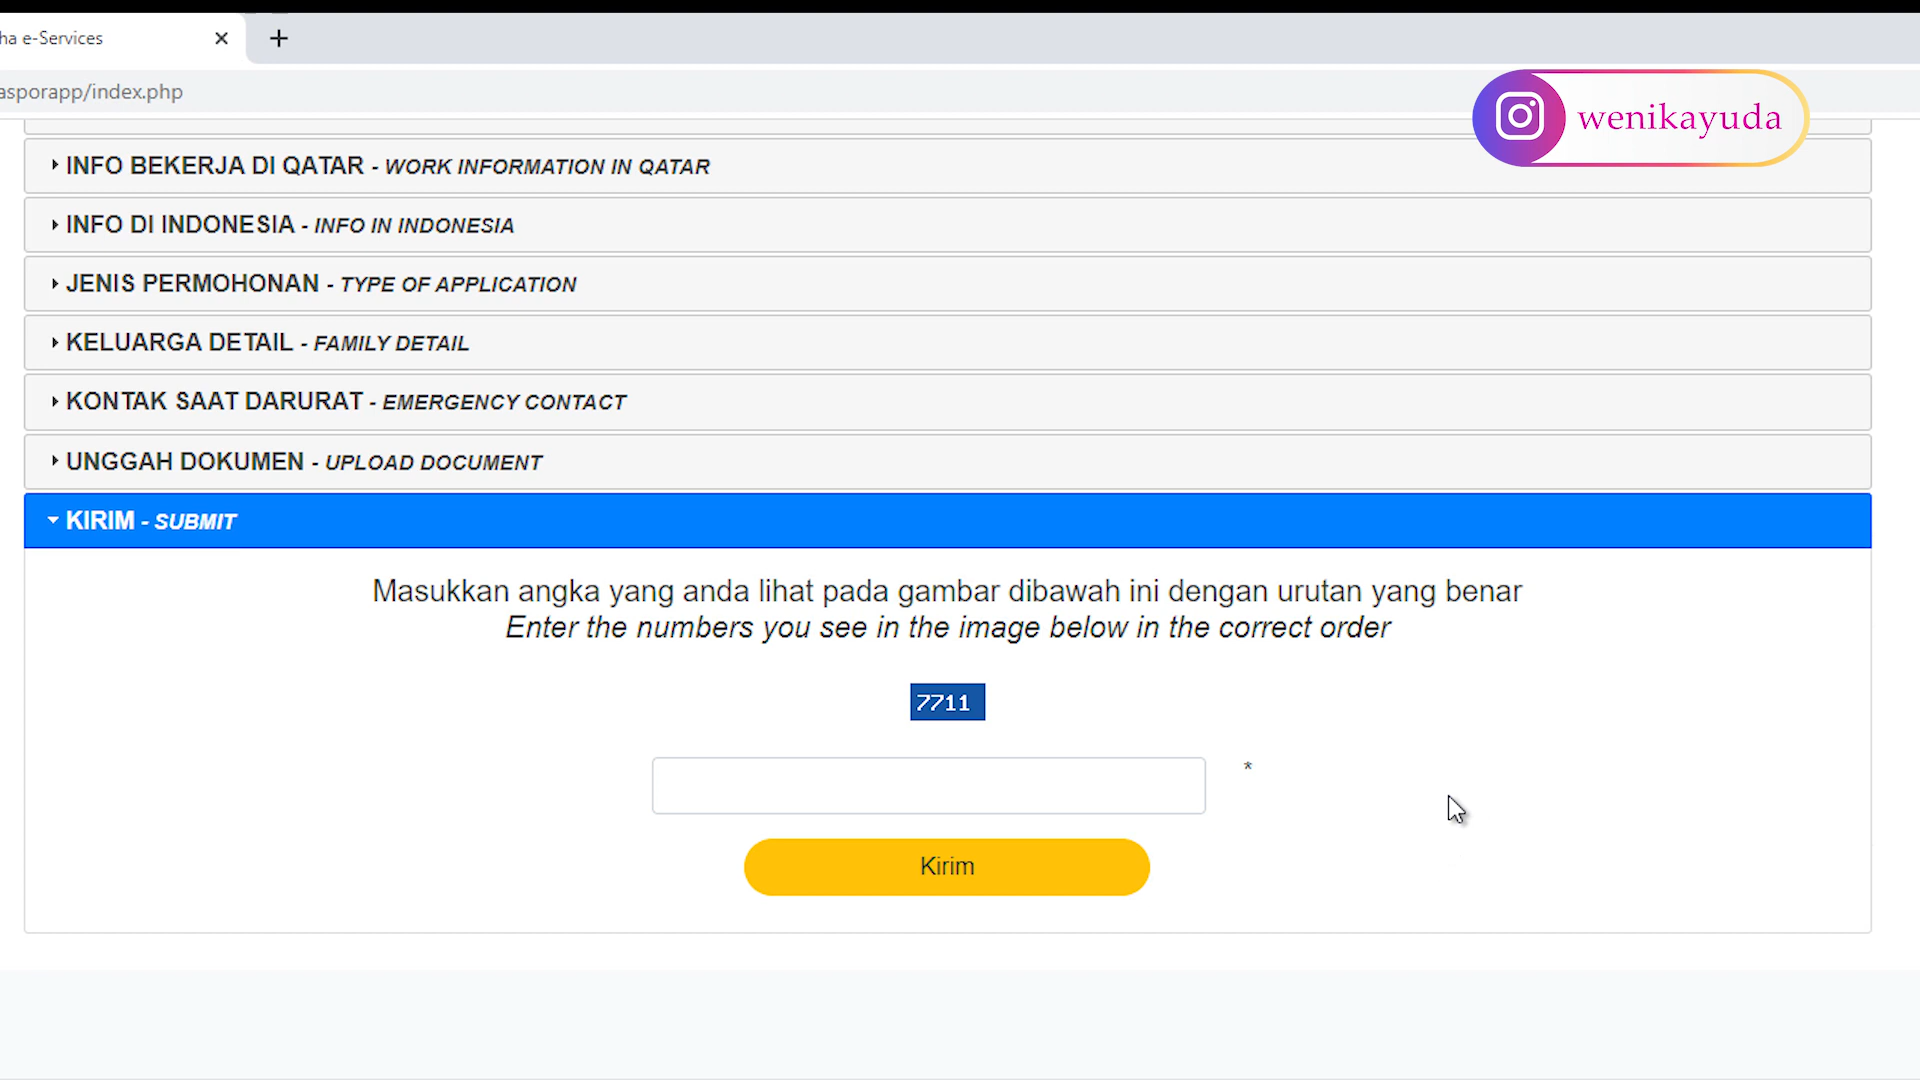 ha e-Services
asporapp/index.php
wenikayuda
INFO BEKERJA DI QATAR - WORK INFORMATION IN QATAR
INFO DI INDONESIA - INFO IN INDONESIA
JENIS PERMOHONAN - TYPE OF APPLICATION
KELUARGA DETAIL - FAMILY DETAIL
KONTAK SAAT DARURAT - EMERGENCY CONTACT
UNGGAH DOKUMEN - UPLOAD DOCUMENT
KIRIM - SUBMIT
Masukkan angka yang anda lihat pada gambar dibawah ini dengan urutan yang benar
Enter the numbers you see in the image below in the correct order
7711
*
Kirim